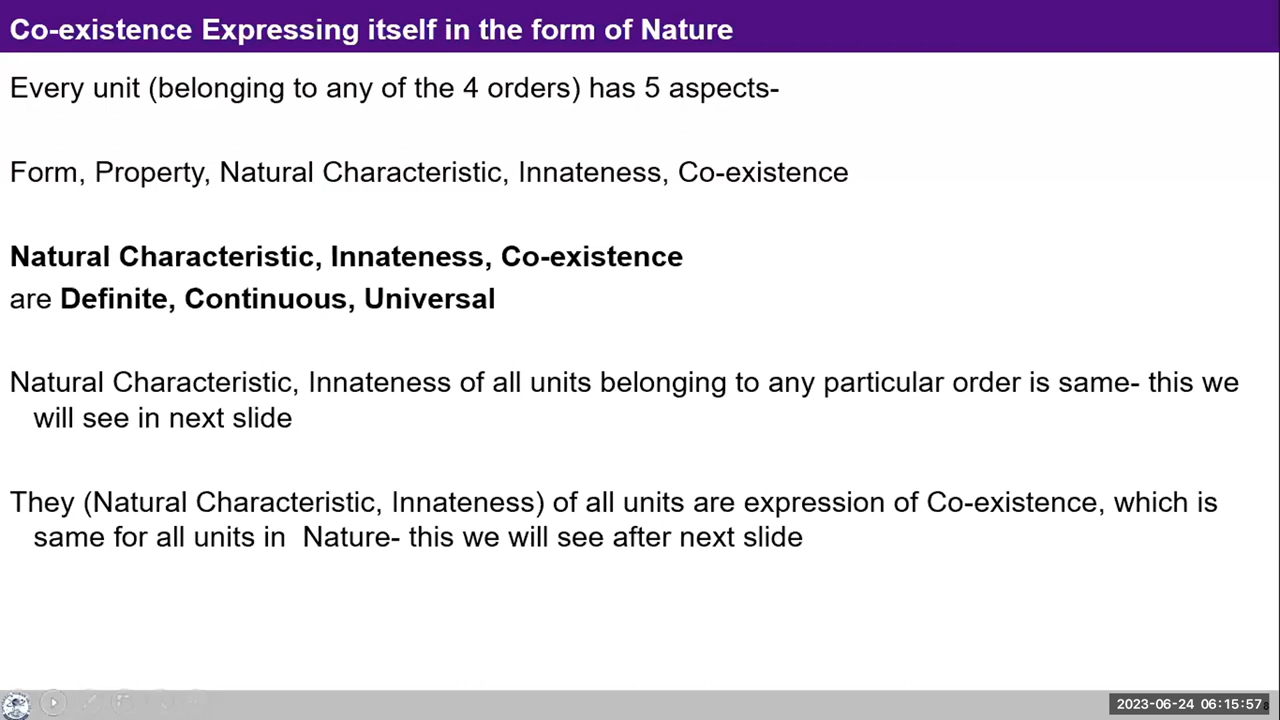 Co-existence Expressing itself in the form of Nature
Every unit (belonging to any of the 4 orders) has 5 aspects-
Form, Property, Natural Characteristic, Innateness, Co-existence
Natural Characteristic, Innateness, Co-existence
are Definite, Continuous, Universal
Natural Characteristic, Innateness of all units belonging to any particular order is same- this we
will see in next slide
They (Natural Characteristic, Innateness) of all units are expression of Co-existence, which is
same for all units in Nature- this we will see after next slide
2023-06-24 06:15:57